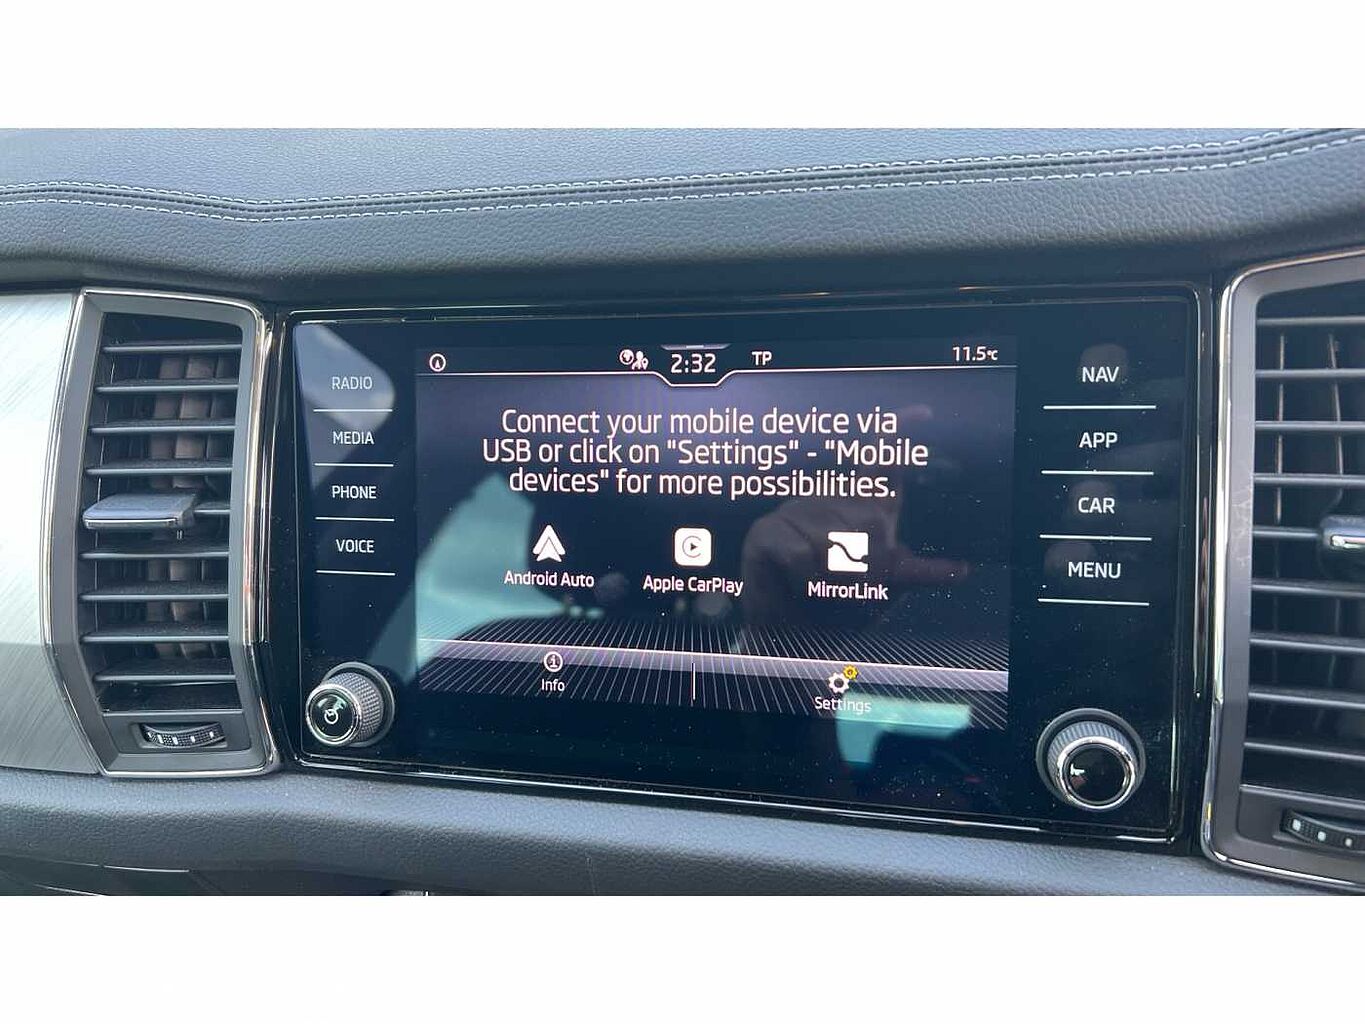 2:32
TP
11.5°C
RADIO
MEDIA
PHONE
VOICE
Connect your mobile device via
USB or click on "Settings" - "Mobile
devices" for more possibilities.
Android Auto
Apple CarPlay
MirrorLink
Info
Settings
NAV
APP
CAR
MENU